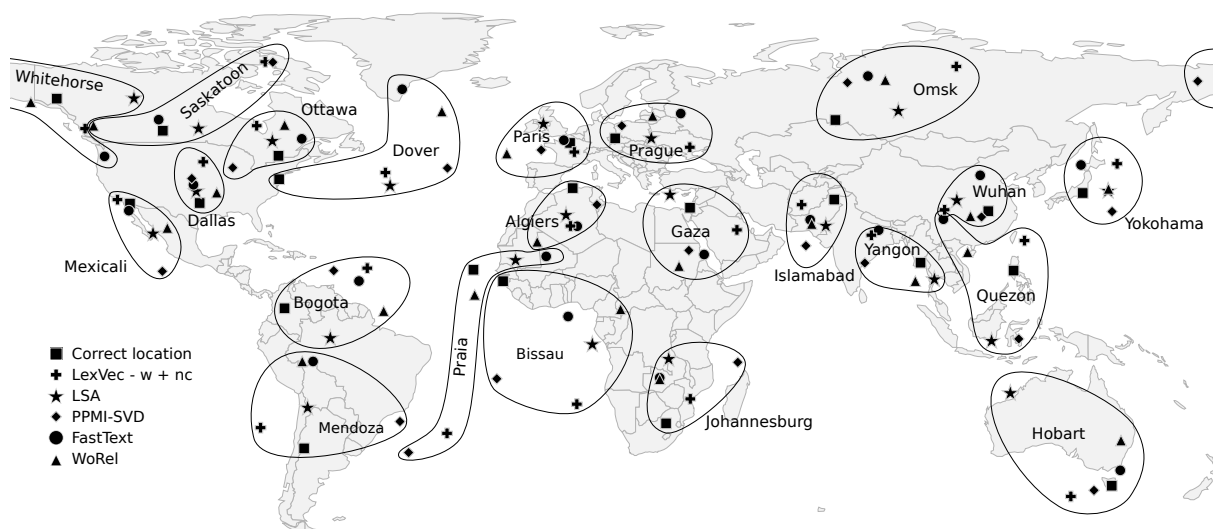 Whitehorse
Saskatoon
Ottawa
Omsk
Paris
Prague
Dover
Dallas
Wuhan
Algiers
Yokohama
Gaza
Yangon
Mexicali
Islamabad
Bogota
Quezon
Praia
Bissau
Correct location
LexVec - w + nc
LSA
PPMI-SVD
FastText
WoRel
Mendoza
Johannesburg
Hobart